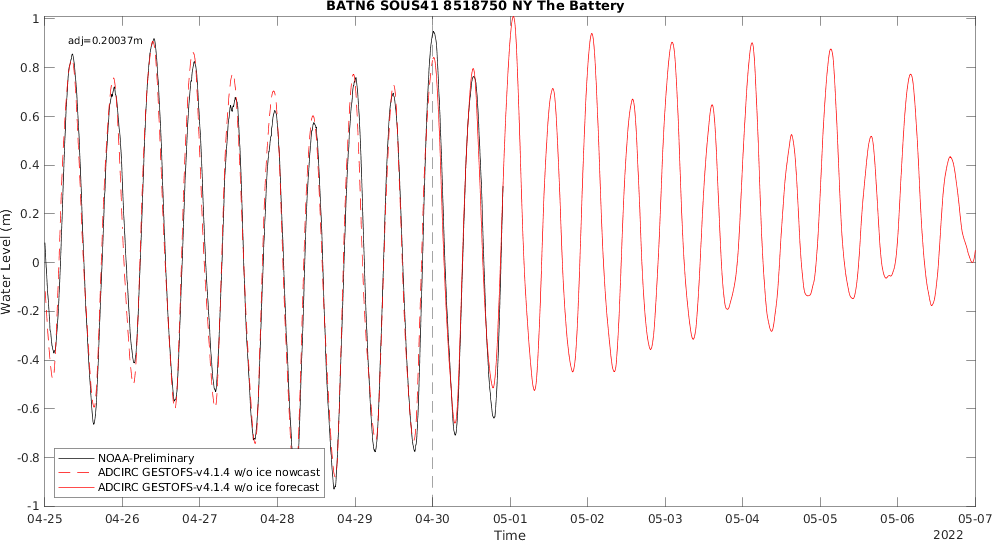 BATN6 SOUS41 8518750 NY The Battery
adj=0.20037m
Water Level (m)
1
0.8
0.6
0.4
0.2
0
-0.2
-0.4
-0.6
-0.8
-1
NOAA-Preliminary
ADCIRC GESTOFS-v4.1.4 w/o ice nowcast
ADCIRC GESTOFS-v4.1.4 w/o ice forecast
04-25 04-26 04-27 04-28 04-29 04-30 05-01 05-02 05-03 05-04 05-05 05-06 05-07
Time
2022